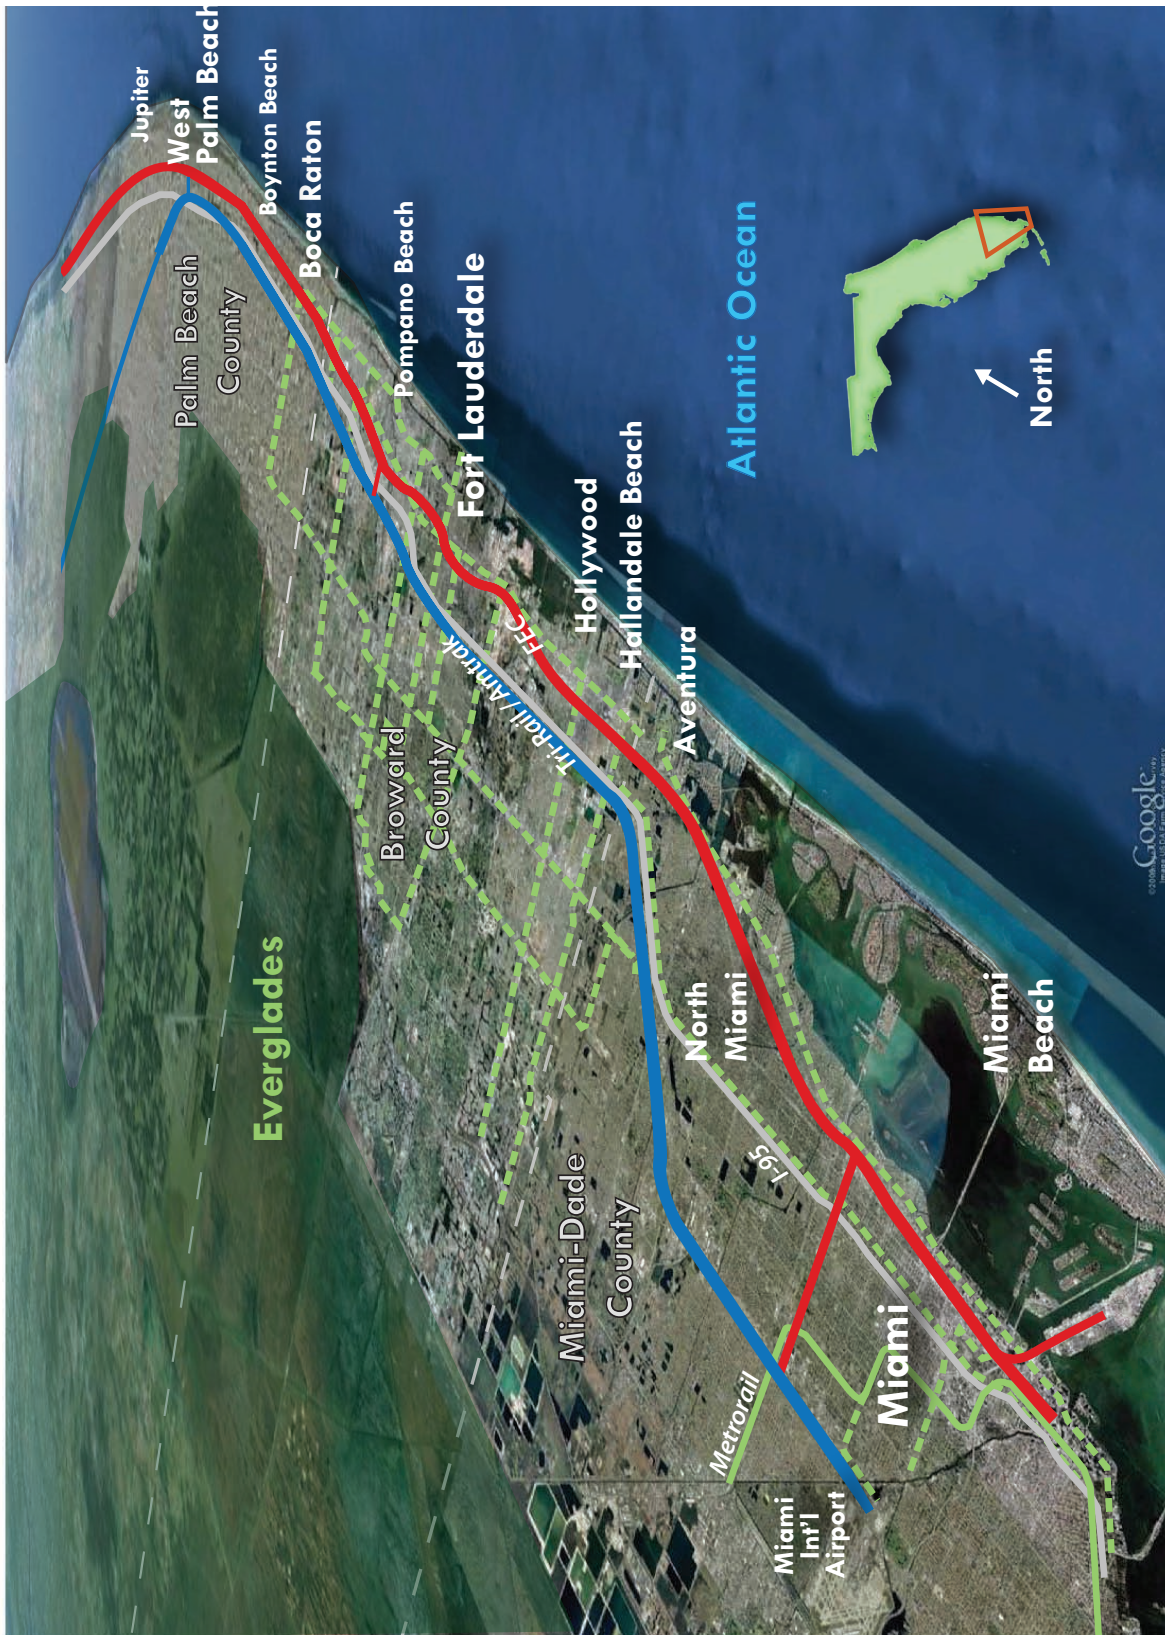 Jupiter
West
Palm Beach
Boynton Beach
Boca Raton
Palm Beach
County
Pompano Beach
Fort Lauderdale
Atlantic Ocean
North
Hollywood
Hallandale Beach
Aventura
FEC
Tri-Rail / Amtrak
Broward
County
Everglades
North
Miami
Miami
Beach
I-95
Miami-Dade
County
Miami
Metrorail
Miami
Int'l
Airport
Google